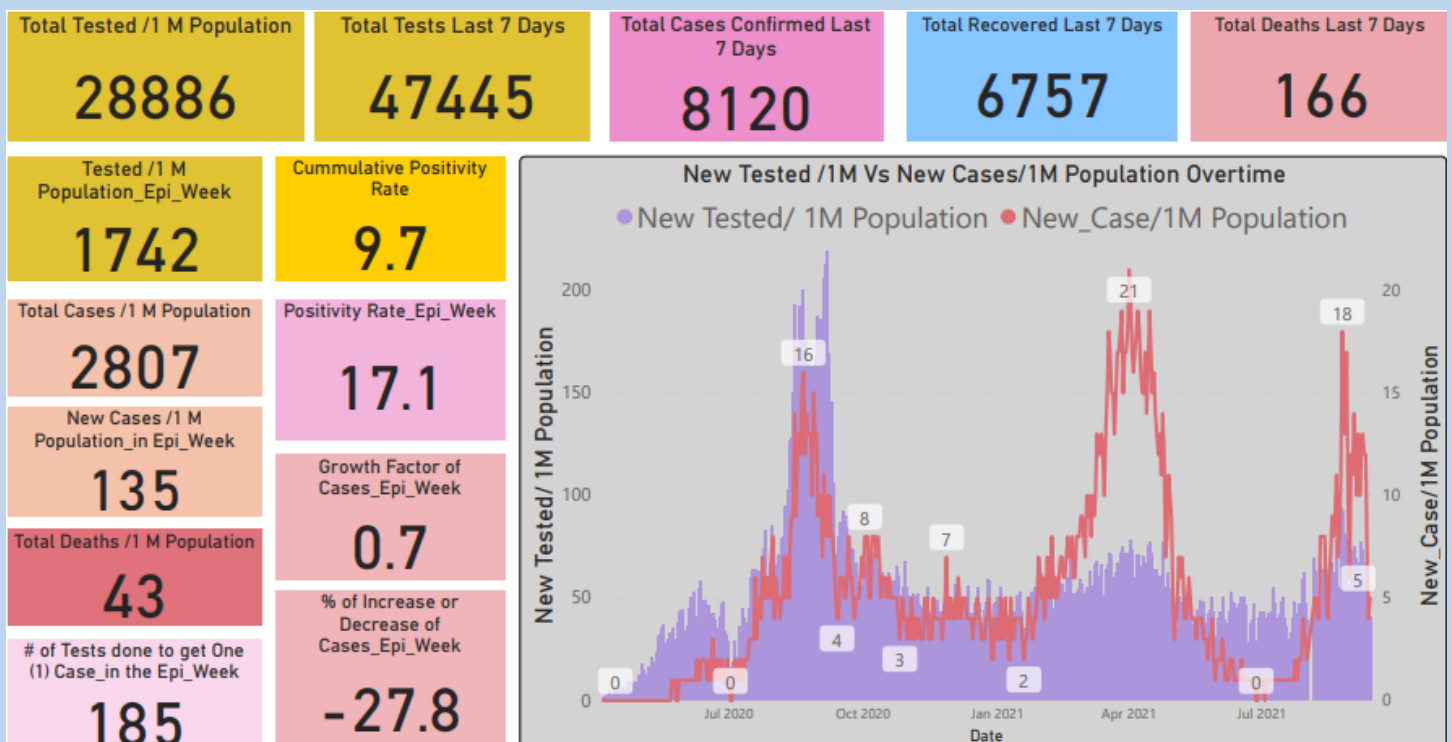 Total Tested /1 M Population
28886
Total Tests Last 7 Days
47445
Total Cases Confirmed Last
7 Days
8120
Total Recovered Last 7 Days
6757
Total Deaths Last 7 Days
166
Tested /1 M
Population_Epi_Week
1742
Cummulative Positivity
Rate
9.7
Total Cases /1 M Population
2807
Positivity Rate_Epi_Week
17.1
New Cases /1 M
Population_in Epi_Week
135
Growth Factor of
Cases_Epi_Week
0.7
Total Deaths /1 M Population
43
% of Increase or
Decrease of
Cases_Epi_Week
-27.8
# of Tests done to get One
(1) Case_in the Epi_Week
185
New Tested /1M Vs New Cases/1M Population Overtime
New Tested/ 1M Population
New_Case/1M Population
New Tested/ 1M Population
200
150
100
50
0
0
0
16
4
8
3
7
2
21
0
18
5
20
15
10
5
0
New_Case/1M Population
Jul 2020
Oct 2020
Jan 2021
Apr 2021
Jul 2021
Date